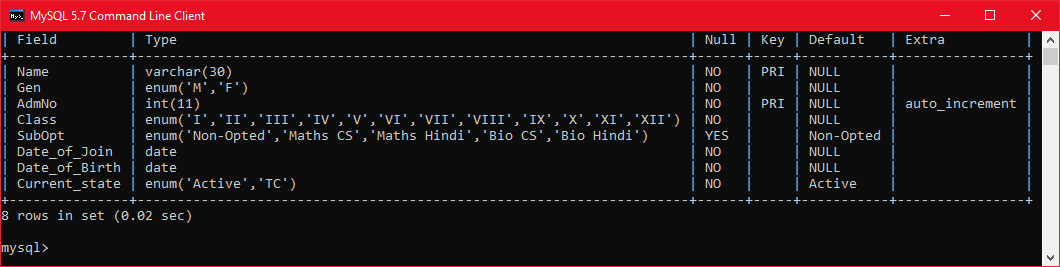 MySQL 5.7 Command Line Client
| Field         | Type                                                                 | Null | Key | Default   | Extra          |
+---------------+----------------------------------------------------------------------+------+-----+-----------+----------------+
| Name          | varchar(30)                                                          | NO   | PRI | NULL      |                |
| Gen           | enum('M','F')                                                        | NO   |     | NULL      |                |
| AdmNo         | int(11)                                                              | NO   | PRI | NULL      | auto_increment |
| Class         | enum('I','II','III','IV','V','VI','VII','VIII','IX','X','XI','XII') | NO   |     | NULL      |                |
| SubOpt        | enum('Non-Opted','Maths CS','Maths Hindi','Bio CS','Bio Hindi')      | YES  |     | Non-Opted |                |
| Date_of_Join  | date                                                                 | NO   |     | NULL      |                |
| Date_of_Birth | date                                                                 | NO   |     | NULL      |                |
| Current_state | enum('Active','TC')                                                  | NO   |     | Active    |                |
+---------------+----------------------------------------------------------------------+------+-----+-----------+----------------+
8 rows in set (0.02 sec)
mysql>